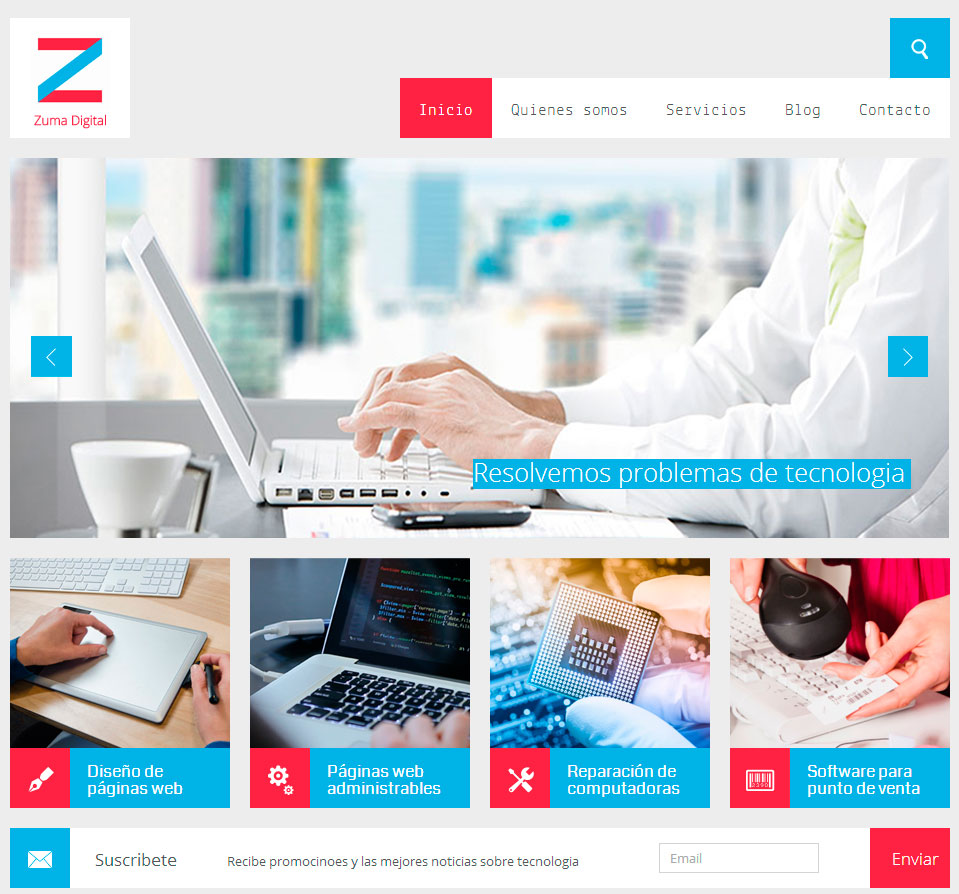 Zuma Digital
Inicio Quienes somos Servicios Blog Contacto
Resolvemos problemas de tecnologia
Diseño de
páginas web
Páginas web
administrables
Reparación de
computadoras
Software para
punto de venta
Suscribete Recibe promocinoes y las mejores noticias sobre tecnologia Email Enviar